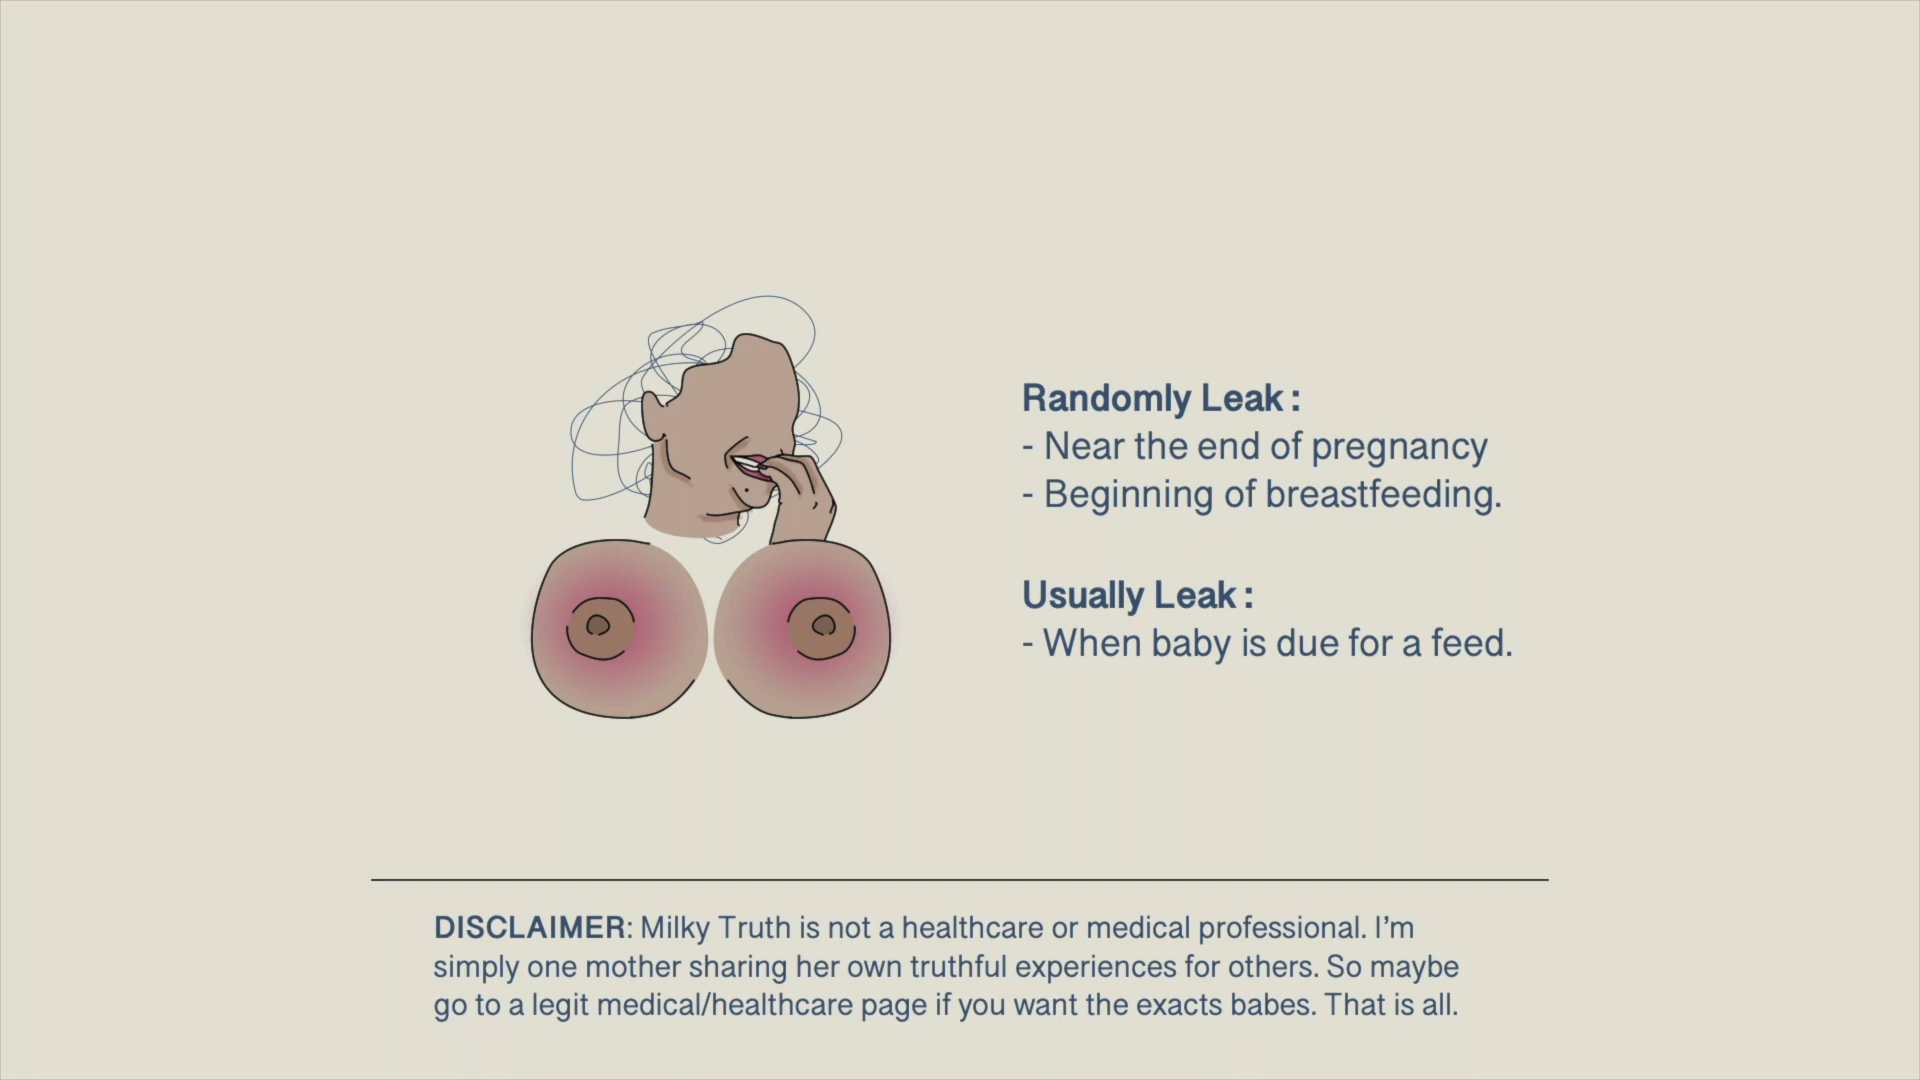 Randomly Leak :
- Near the end of pregnancy
- Beginning of breastfeeding.
Usually Leak :
- When baby is due for a feed.
DISCLAIMER: Milky Truth is not a healthcare or medical professional. I’m
simply one mother sharing her own truthful experiences for others. So maybe
go to a legit medical/healthcare page if you want the exacts babes. That is all.